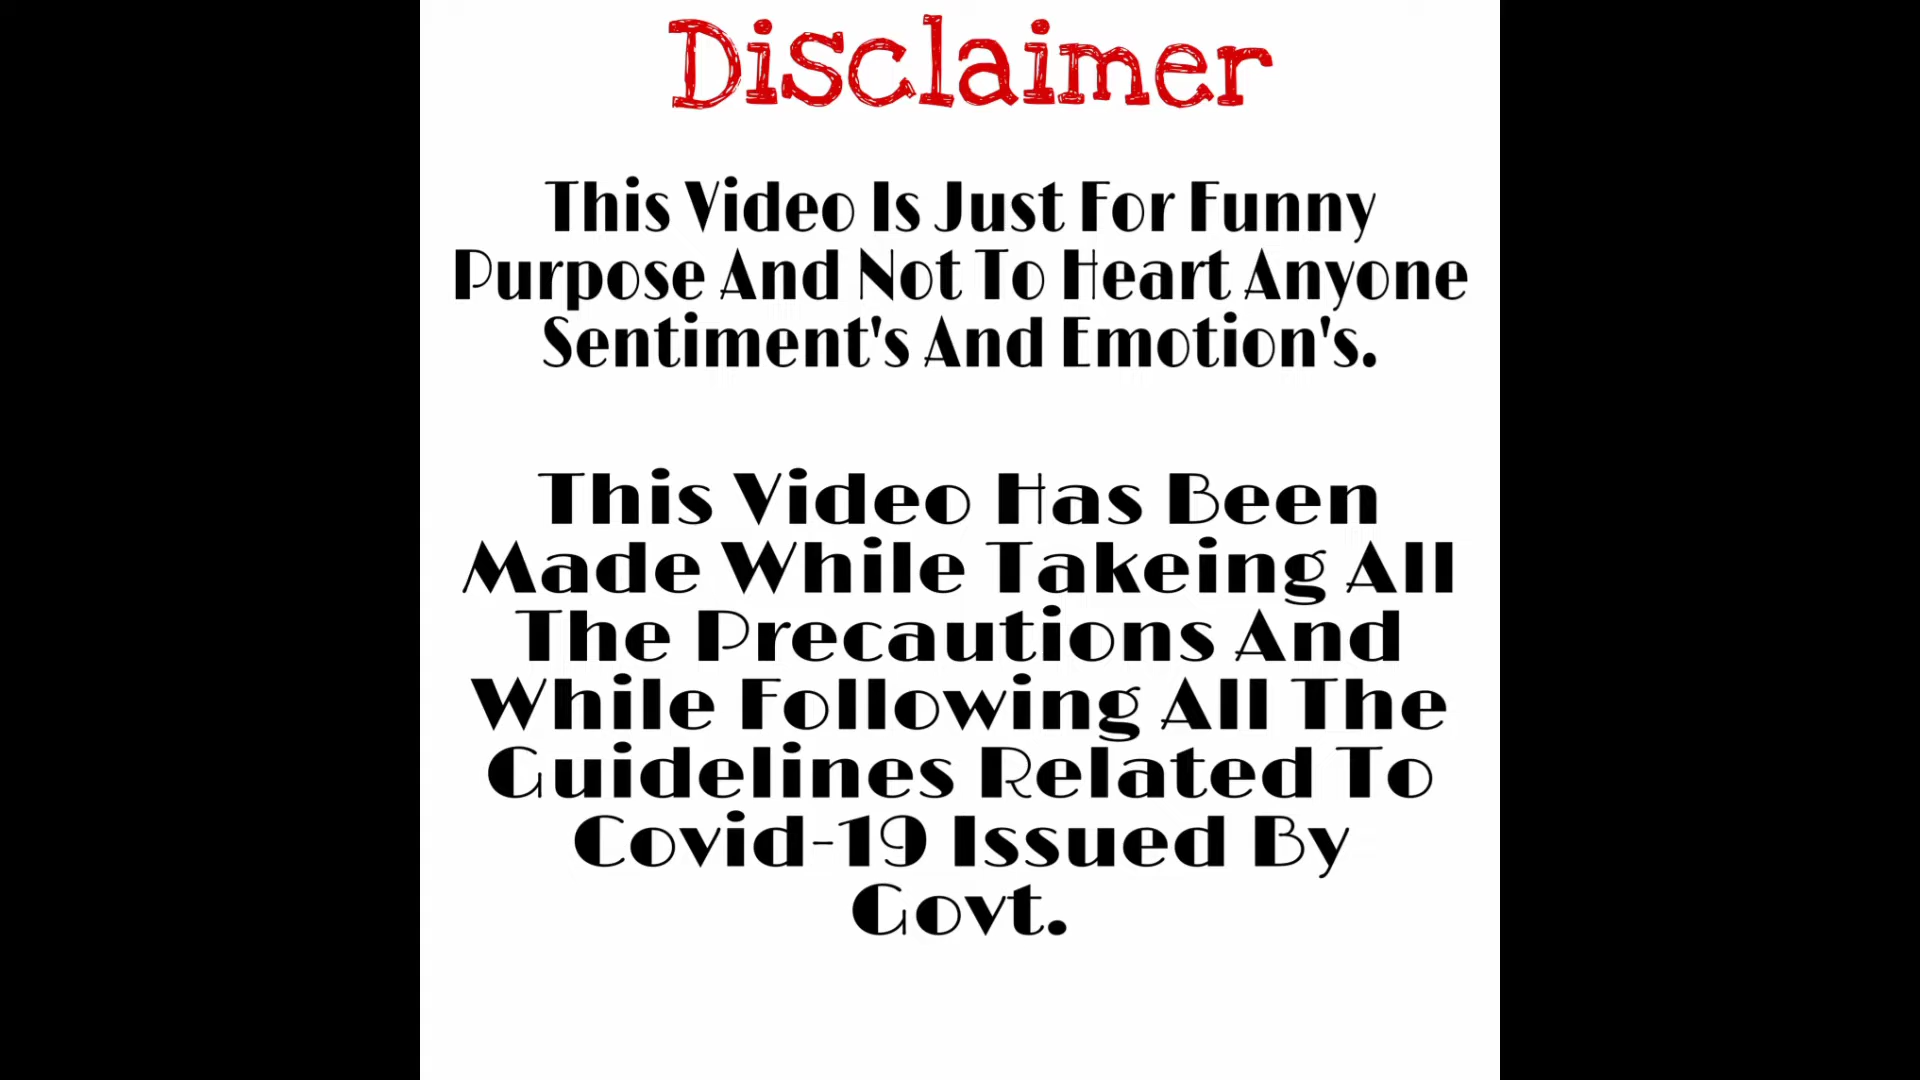 Disclaimer
This Video Is Just For Funny
Purpose And Not To Heart Anyone
Sentiment's And Emotion's.
This Video Has Been
Made While Takeing All
The Precautions And
While Following All The
Guidelines Related To
Covid-19 Issued By
Govt.